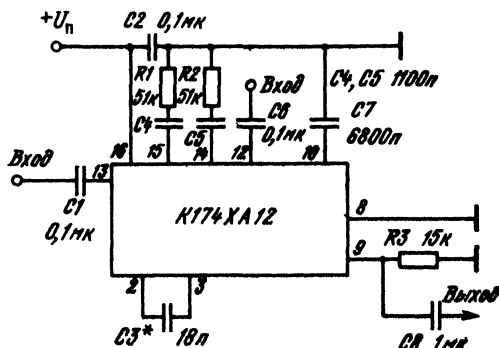 +Uп
C2 0,1мк
R1
51к
R2
51к
C4
C5
Вход
C6
0,1мк
C4, C5 1100п
C7
6800п
16
15
14
12
10
Вход
13
C1
0,1мк
К174ХА12
8
9
R3 15к
Выход
C8 1мк
2
3
C3* 18п